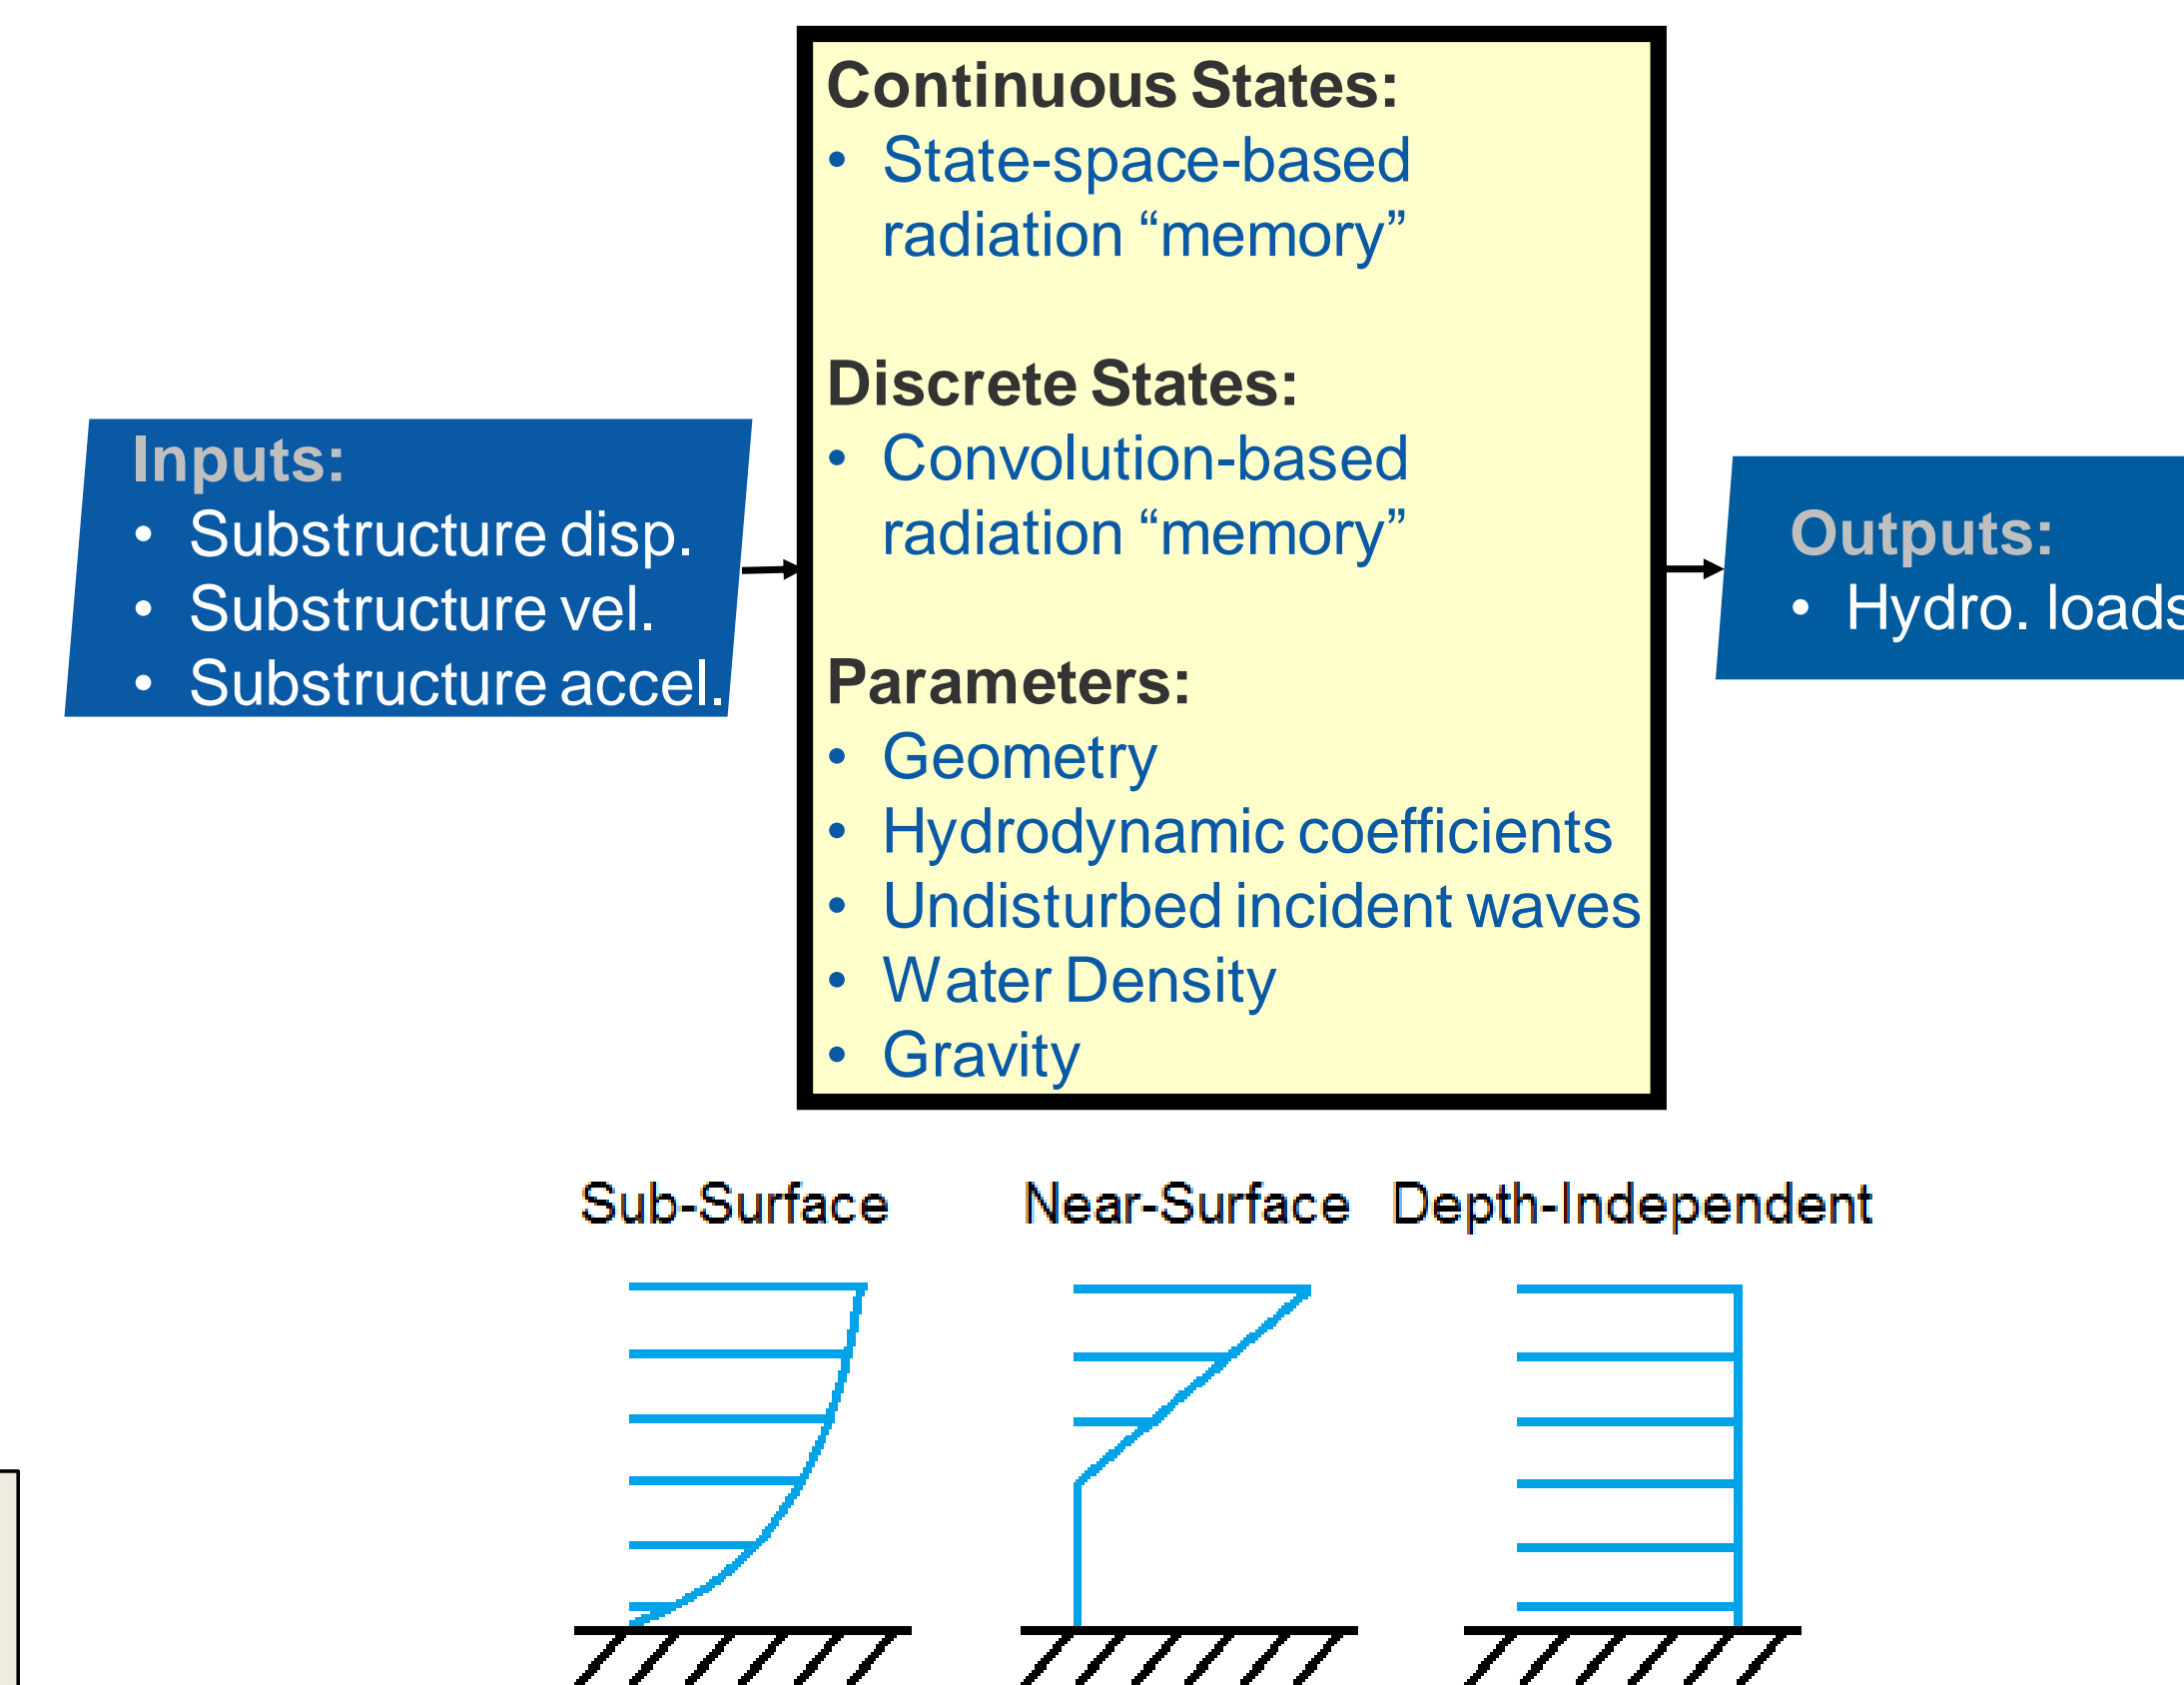 Inputs:
• Substructure disp.
• Substructure vel.
• Substructure accel.
Continuous States:
• State-space-based
radiation “memory”
Discrete States:
• Convolution-based
radiation “memory”
Parameters:
• Geometry
• Hydrodynamic coefficients
• Undisturbed incident waves
• Water Density
• Gravity
Outputs:
• Hydro. loads
Sub-Surface
Near-Surface
Depth-Independent